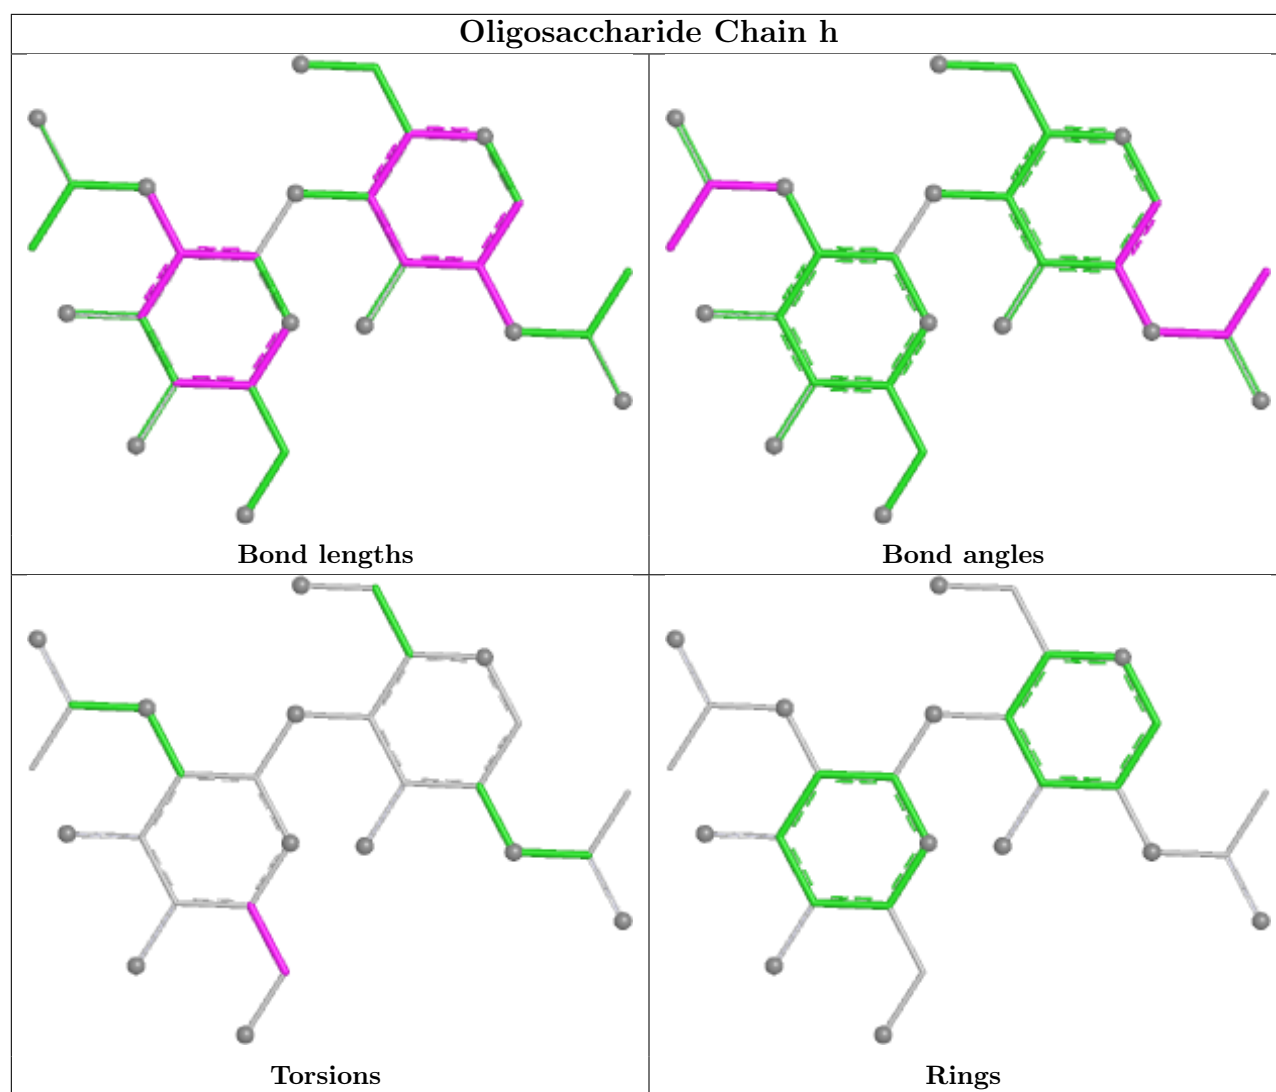 Oligosaccharide Chain h
Bond lengths
Bond angles
Torsions
Rings